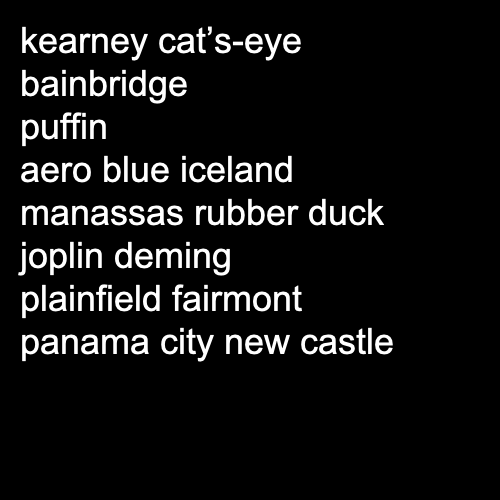 kearney cat’s-eye
bainbridge
puffin
aero blue iceland
manassas rubber duck
joplin deming
plainfield fairmont
panama city new castle